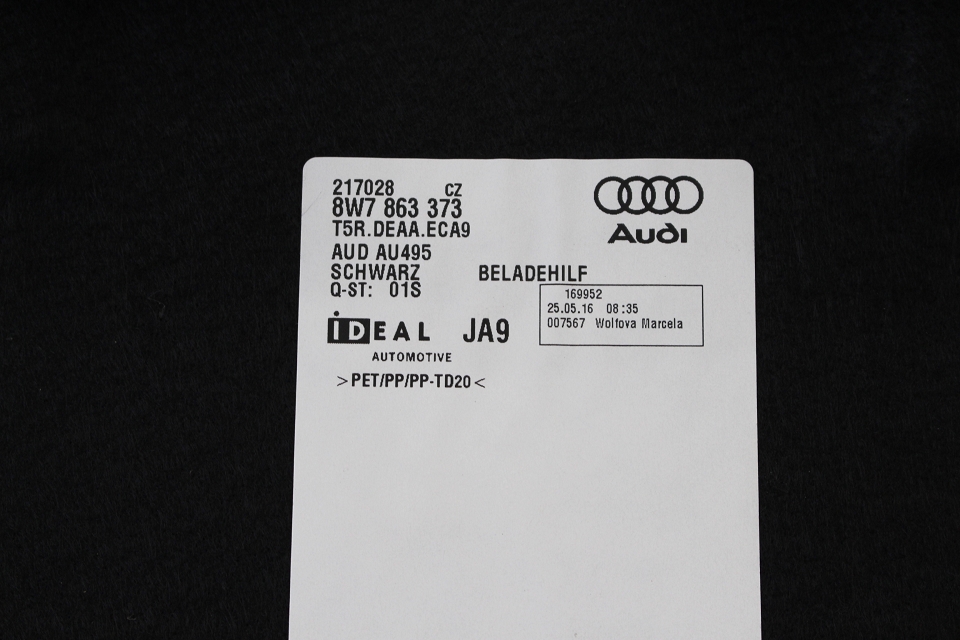 217028 CZ
8W7 863 373
T5R.DEAA.ECA9
AUD AU495
SCHWARZ BELADEHILF
Q-ST: 01S
Audi
169952
25.05.16 08:35
007567 Wolfova Marcela
iDEAL JA9
AUTOMOTIVE
>PET/PP/PP-TD20<